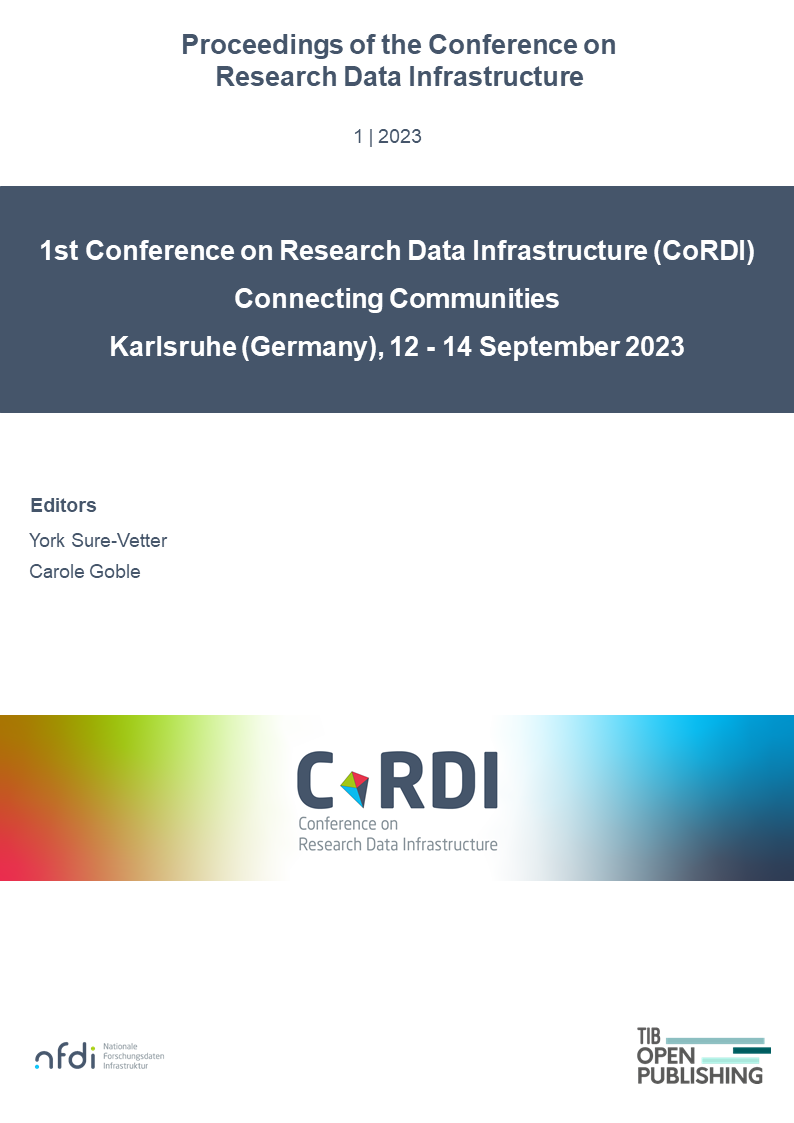 Proceedings of the Conference on
Research Data Infrastructure
1 | 2023
1st Conference on Research Data Infrastructure (CoRDI)
Connecting Communities
Karlsruhe (Germany), 12 - 14 September 2023
Editors
York Sure-Vetter
Carole Goble
CoRDI
Conference on
Research Data Infrastructure
nfdi
Nationale
Forschungsdaten
Infrastruktur
TIB
OPEN
PUBLISHING